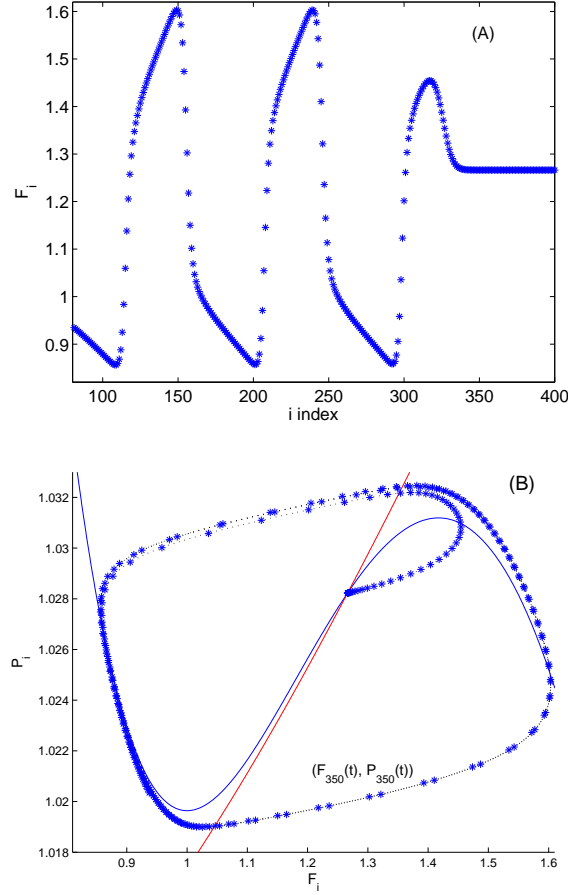 (A)
1.6
1.5
1.4
1.3
1.2
1.1
1
0.9
F_i
100 150 200 250 300 350 400
i index
(B)
1.032
1.03
1.028
1.026
1.024
1.022
1.02
1.018
P_i
(F_350(t), P_350(t))
0.9 1 1.1 1.2 1.3 1.4 1.5 1.6
F_i